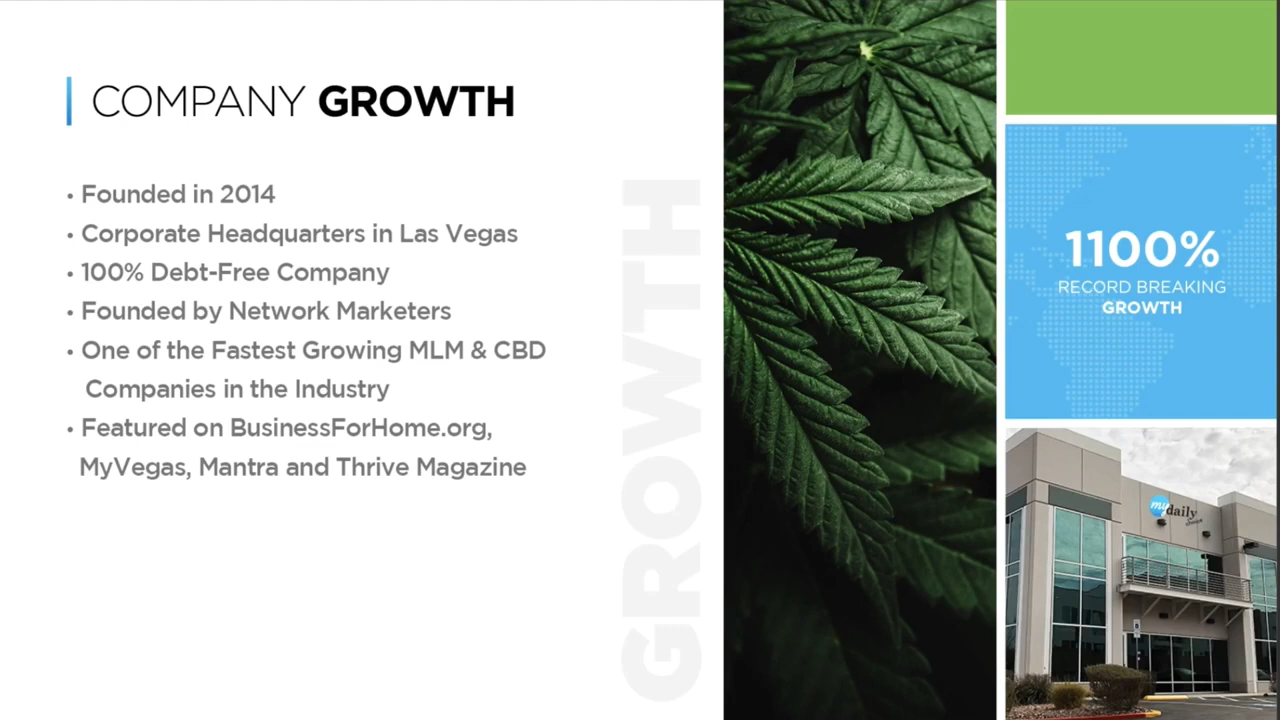 COMPANY GROWTH
• Founded in 2014
• Corporate Headquarters in Las Vegas
• 100% Debt-Free Company
• Founded by Network Marketers
• One of the Fastest Growing MLM & CBD
Companies in the Industry
• Featured on BusinessForHome.org,
MyVegas, Mantra and Thrive Magazine
GROWTH
1100%
RECORD BREAKING
GROWTH
my daily